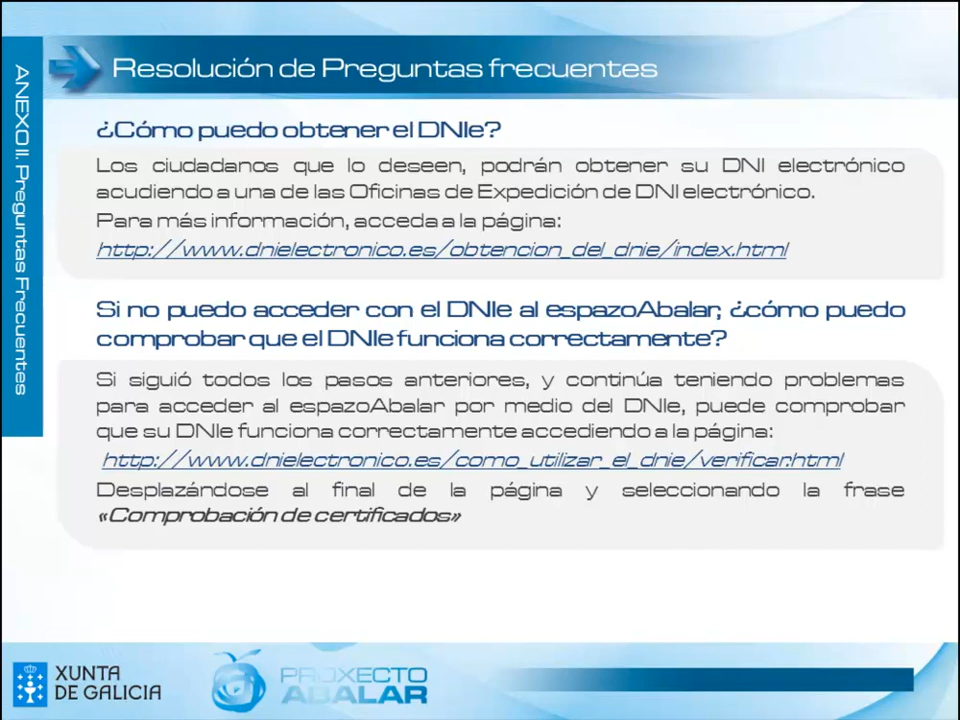 Resolución de Preguntas frecuentes
ANEXO II. Preguntas Frecuentes
¿Cómo puedo obtener el DNIe?
Los ciudadanos que lo deseen, podrán obtener su DNI electrónico
acudiendo a una de las Oficinas de Expedición de DNI electrónico.
Para más información, acceda a la página:
http://www.dnielectronico.es/obtencion_del_dnie/index.html
Si no puedo acceder con el DNIe al espazoAbalar, ¿cómo puedo
comprobar que el DNIe funciona correctamente?
Si siguió todos los pasos anteriores, y continúa teniendo problemas
para acceder al espazoAbalar por medio del DNIe, puede comprobar
que su DNIe funciona correctamente accediendo a la página:
http://www.dnielectronico.es/como_utilizar_el_dnie/verificar.html
Desplazándose al final de la página y seleccionando la frase
«Comprobación de certificados»
XUNTA
DE GALICIA
PROXECTO
ABALAR